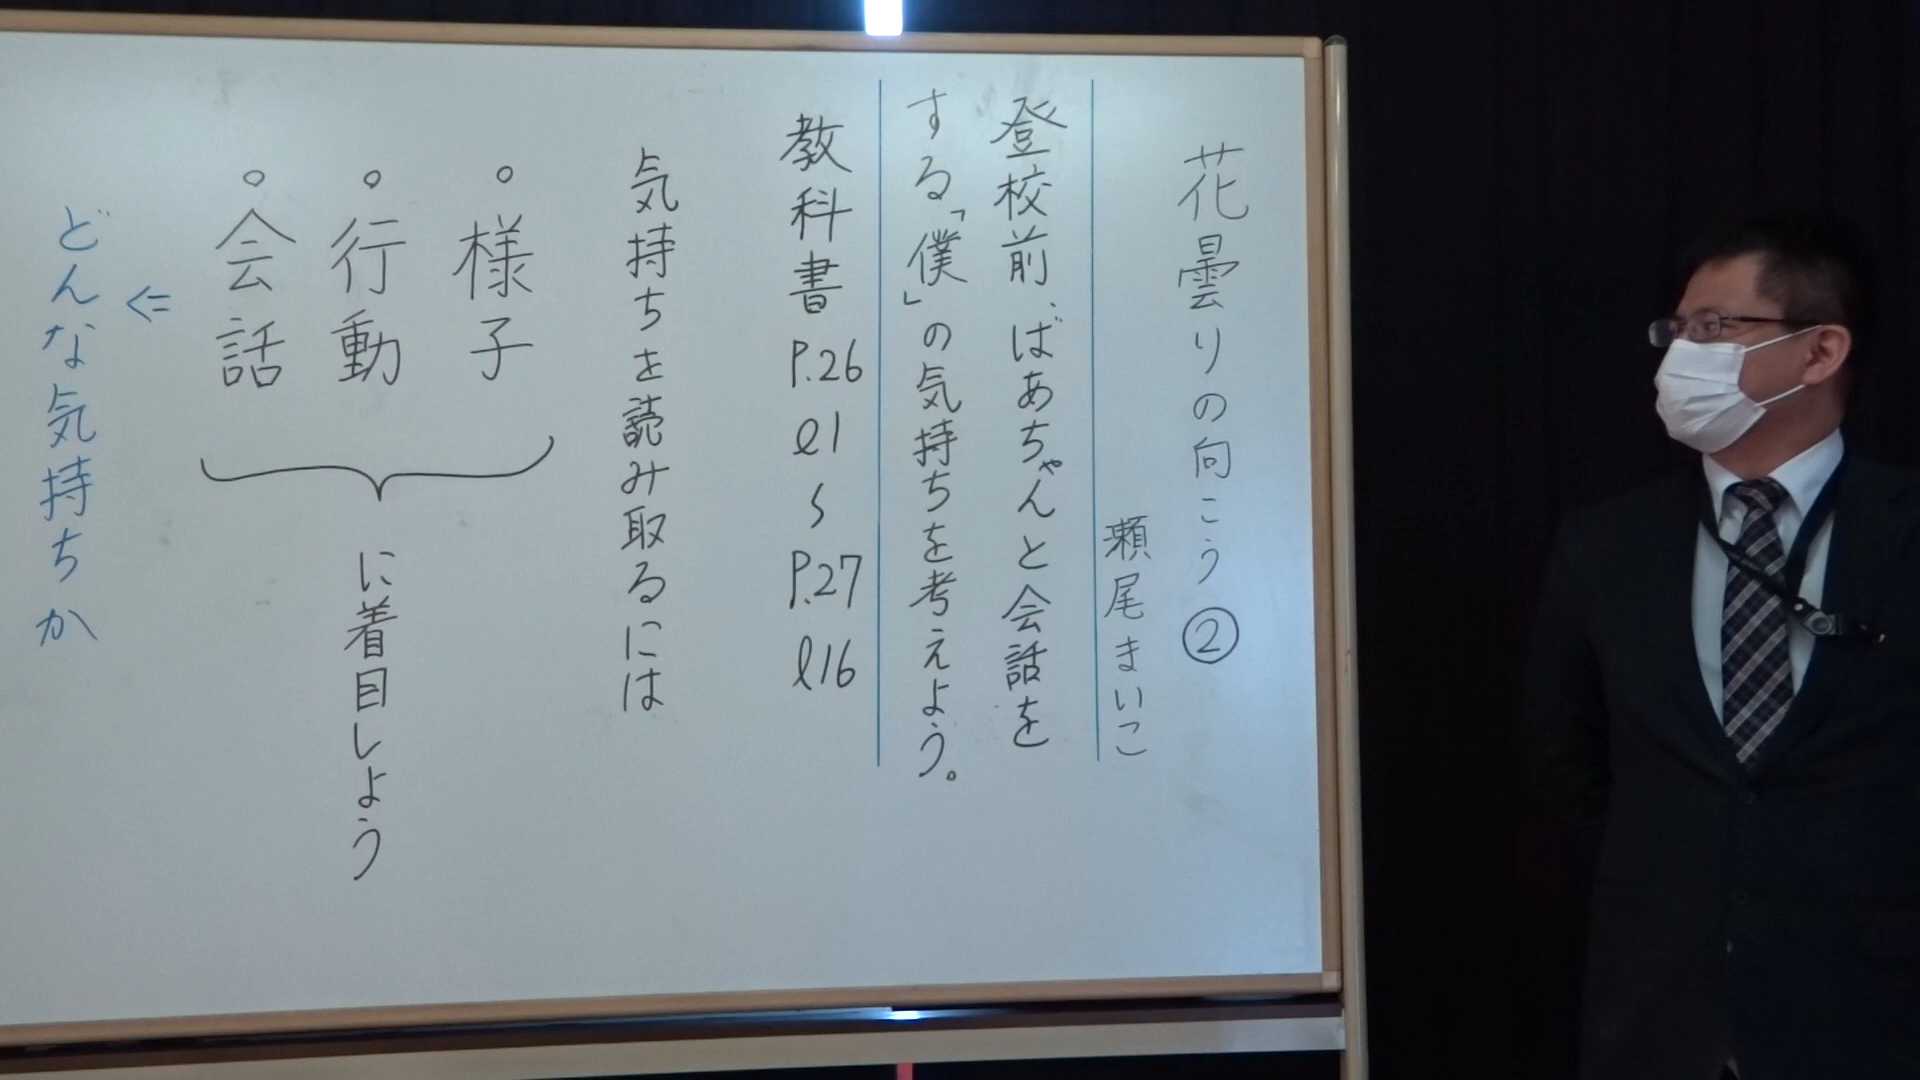 花曇りの向こう②
瀬尾まいこ
登校前、ばあちゃんと会話を
する「僕」の気持ちを考えよう。
教科書P.26 l1~P.27 l16
気持ちを読み取るには
○様子
○行動
○会話
に着目しよう
⇐
どんな気持ちか